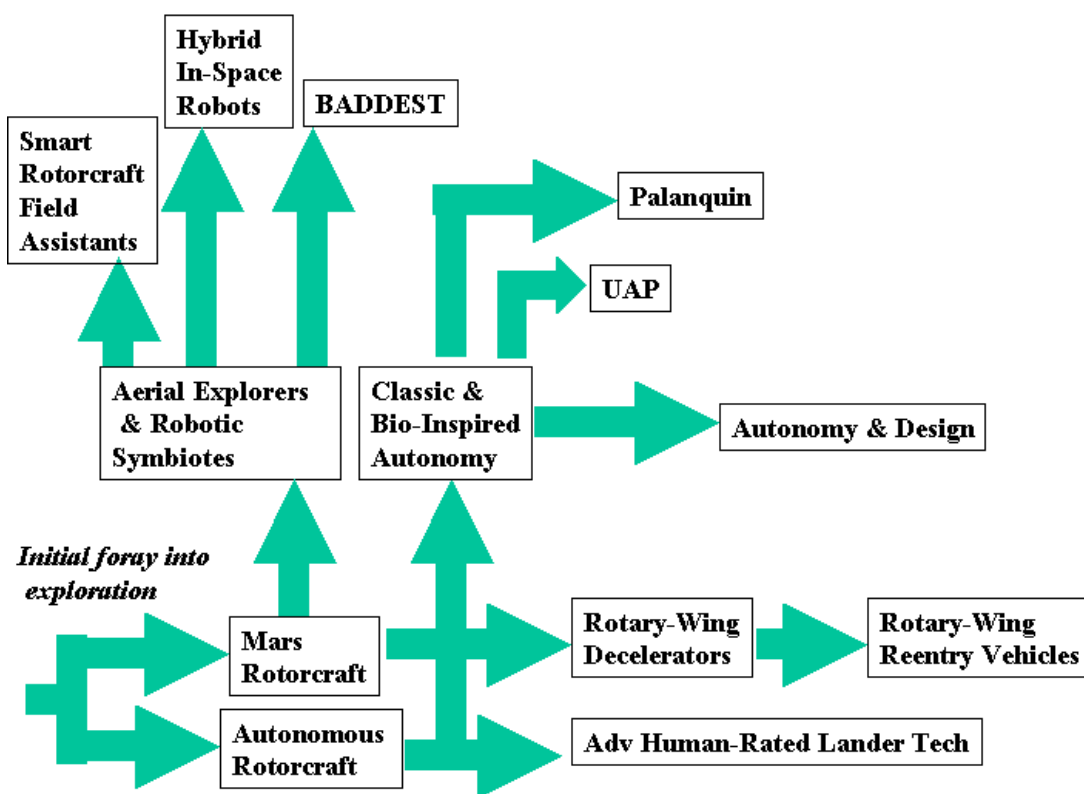 Hybrid
In-Space
Robots
BADDEST
Smart
Rotorcraft
Field
Assistants
Palanquin
UAP
Aerial Explorers
& Robotic
Symbiotes
Classic &
Bio-Inspired
Autonomy
Autonomy & Design
Initial foray into
exploration
Mars
Rotorcraft
Rotary-Wing
Decelerators
Rotary-Wing
Reentry Vehicles
Autonomous
Rotorcraft
Adv Human-Rated Lander Tech